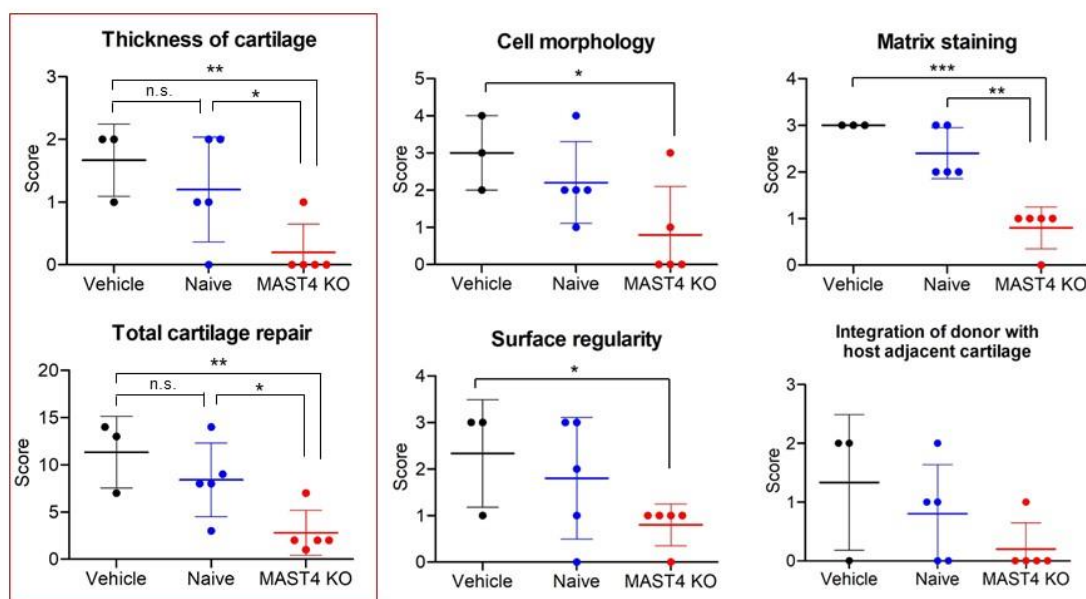 Thickness of cartilage
**
n.s.
*
3
2
1
0
Score
Vehicle
Naive
MAST4 KO
Cell morphology
*
5
4
3
2
1
0
Score
Vehicle
Naive
MAST4 KO
Matrix staining
***
**
4
3
2
1
0
Score
Vehicle
Naive
MAST4 KO
Total cartilage repair
**
n.s.
*
20
15
10
5
0
Score
Vehicle
Naive
MAST4 KO
Surface regularity
*
4
3
2
1
0
Score
Vehicle
Naive
MAST4 KO
Integration of donor with
host adjacent cartilage
3
2
1
0
Score
Vehicle
Naive
MAST4 KO